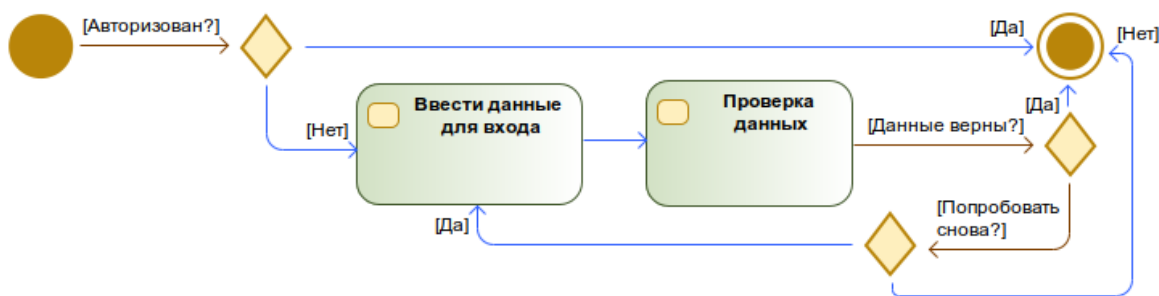 [Авторизован?]
[Да]
[Нет]
[Нет]
Ввести данные
для входа
Проверка
данных
[Данные верны?]
[Да]
[Попробовать
снова?]
[Да]